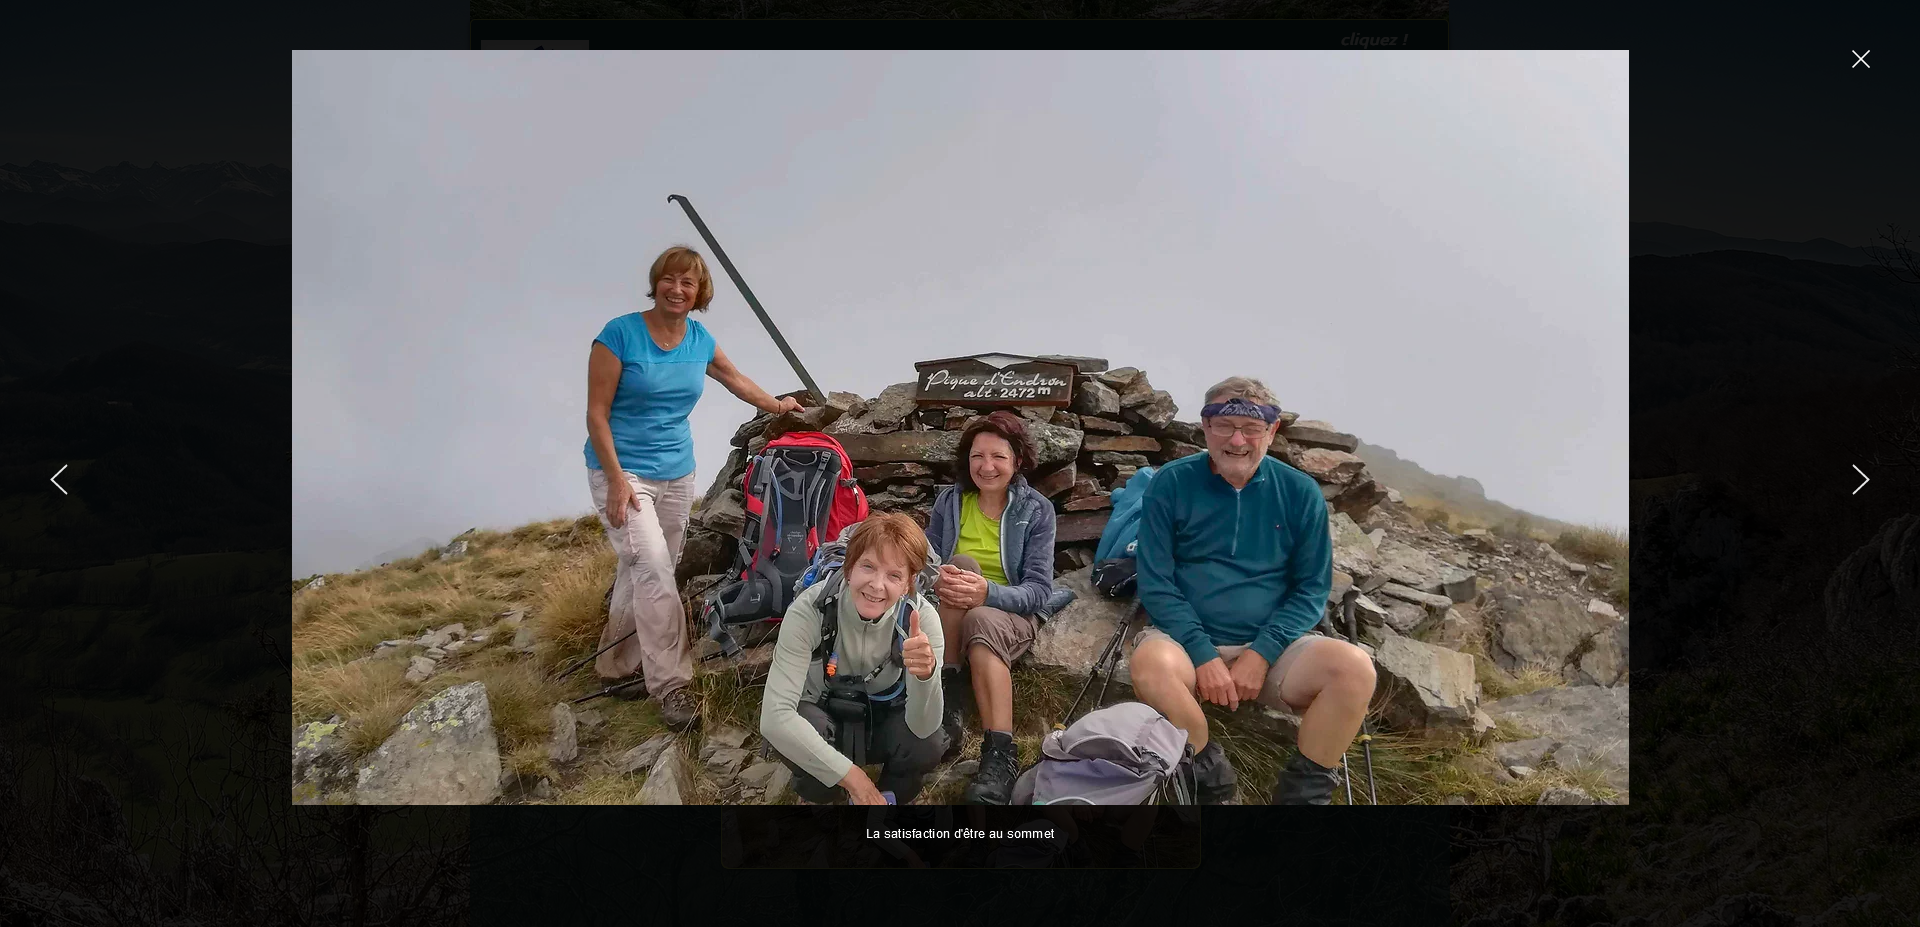 cliquez !
Pique d'Endron
alt. 2472 m
La satisfaction d'être au sommet